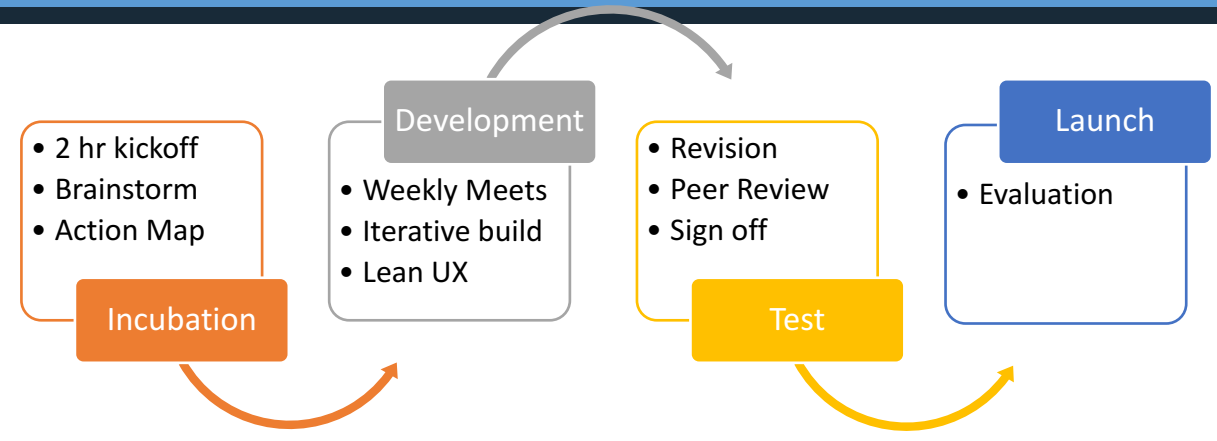 • 2 hr kickoff
• Brainstorm
• Action Map
Incubation
Development
• Weekly Meets
• Iterative build
• Lean UX
• Revision
• Peer Review
• Sign off
Test
Launch
• Evaluation